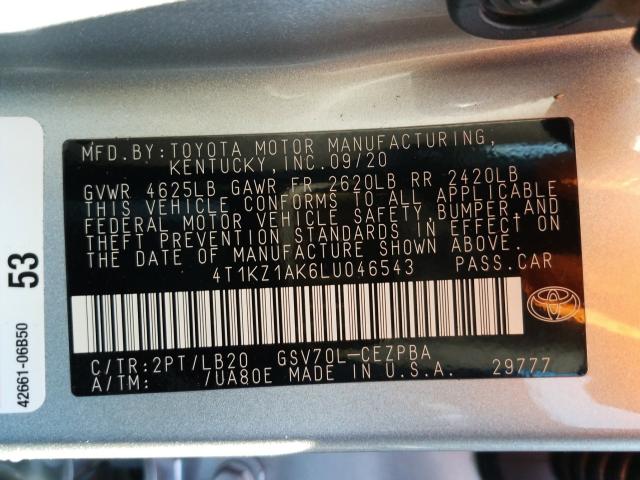 MFD.BY:TOYOTA MOTOR MANUFACTURING,
KENTUCKY,INC.09/20
GVWR 4625LB GAWR FR 2620LB RR 2420LB
THIS VEHICLE CONFORMS TO ALL APPLICABLE
FEDERAL MOTOR VEHICLE SAFETY,BUMPER,AND
THEFT PREVENTION STANDARDS IN EFFECT ON
THE DATE OF MANUFACTURE SHOWN ABOVE.
4T1KZ1AK6LU046543 PASS.CAR
C/TR:2PT/LB20 GSV70L-CEZPBA
A/TM: /UA80E MADE IN U.S.A. 29777
53
42661-06B50